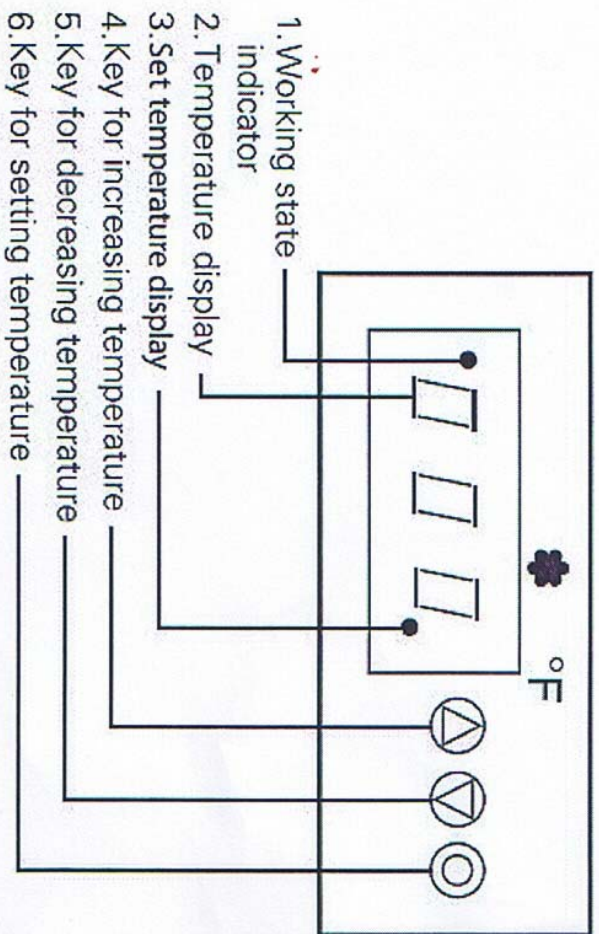 °F
1.Working state
indicator
2.Temperature display
3.Set temperature display
4.Key for increasing temperature
5.Key for decreasing temperature
6.Key for setting temperature